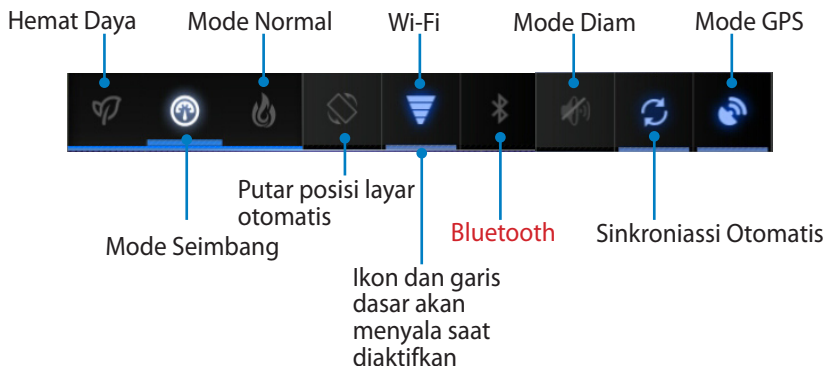 Hemat Daya
Mode Normal
Wi-Fi
Mode Diam
Mode GPS
Putar posisi layar
otomatis
Mode Seimbang
Bluetooth
Sinkroniassi Otomatis
Ikon dan garis
dasar akan
menyala saat
diaktifkan